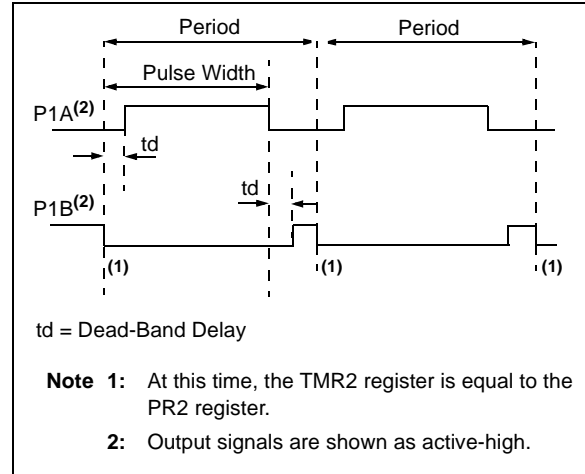 Period Period
Pulse Width
P1A(2)
td
td
P1B(2)
(1) (1) (1)
td = Dead-Band Delay
Note 1: At this time, the TMR2 register is equal to the
PR2 register.
2: Output signals are shown as active-high.